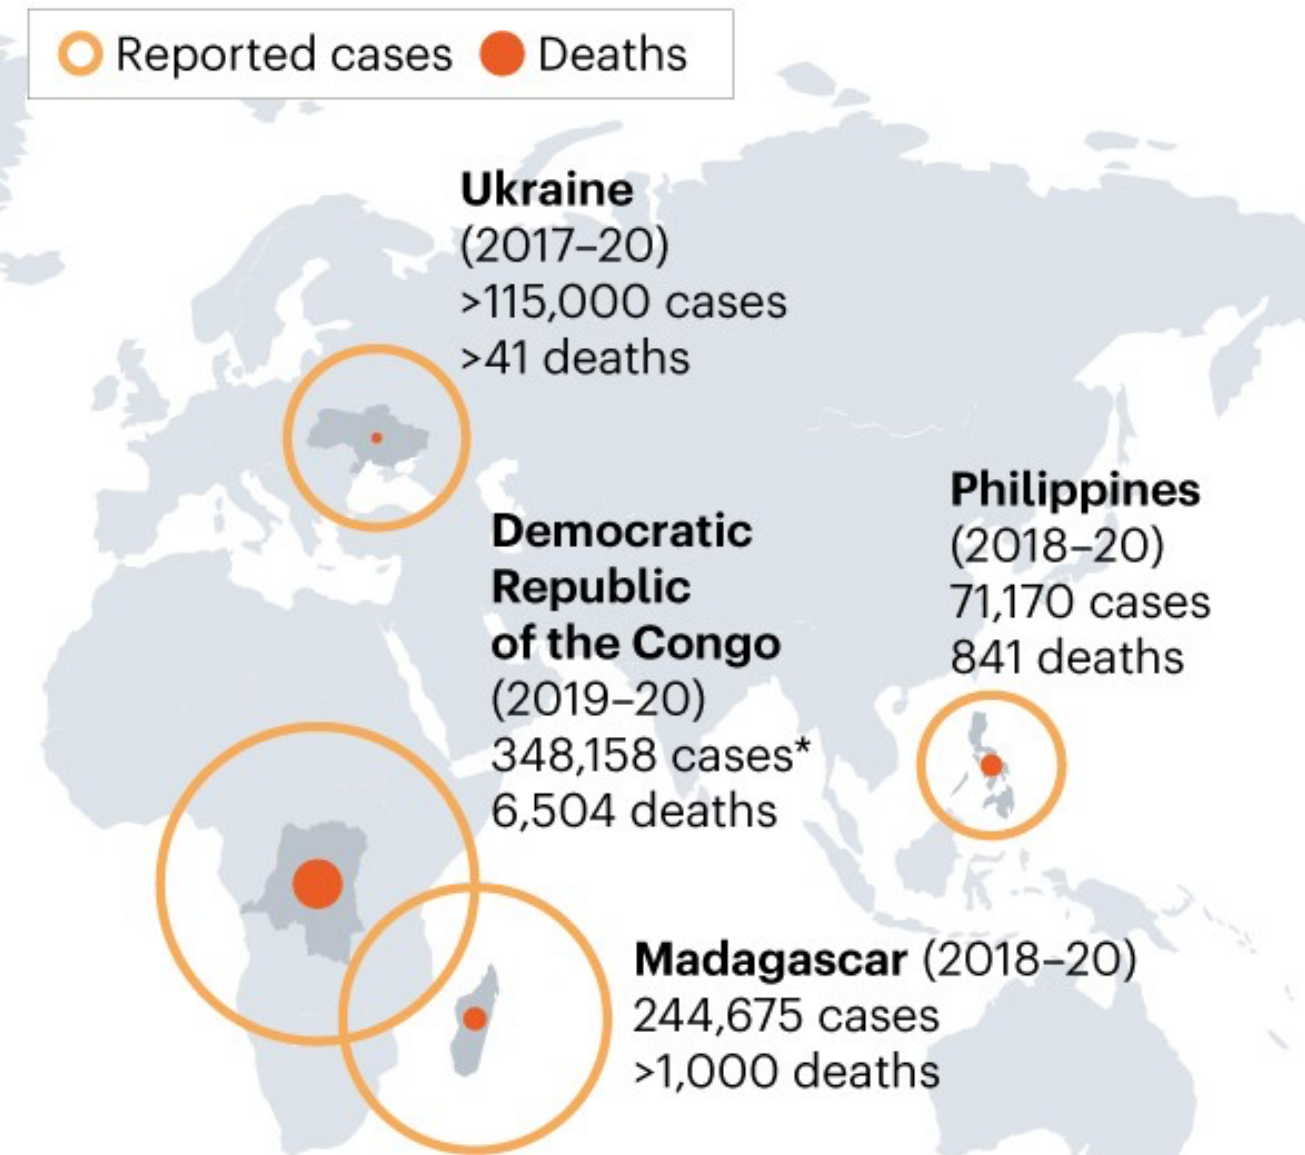 Reported cases Deaths
Ukraine
(2017–20)
>115,000 cases
>41 deaths
Democratic
Republic
of the Congo
(2019–20)
348,158 cases*
6,504 deaths
Philippines
(2018–20)
71,170 cases
841 deaths
Madagascar (2018–20)
244,675 cases
>1,000 deaths